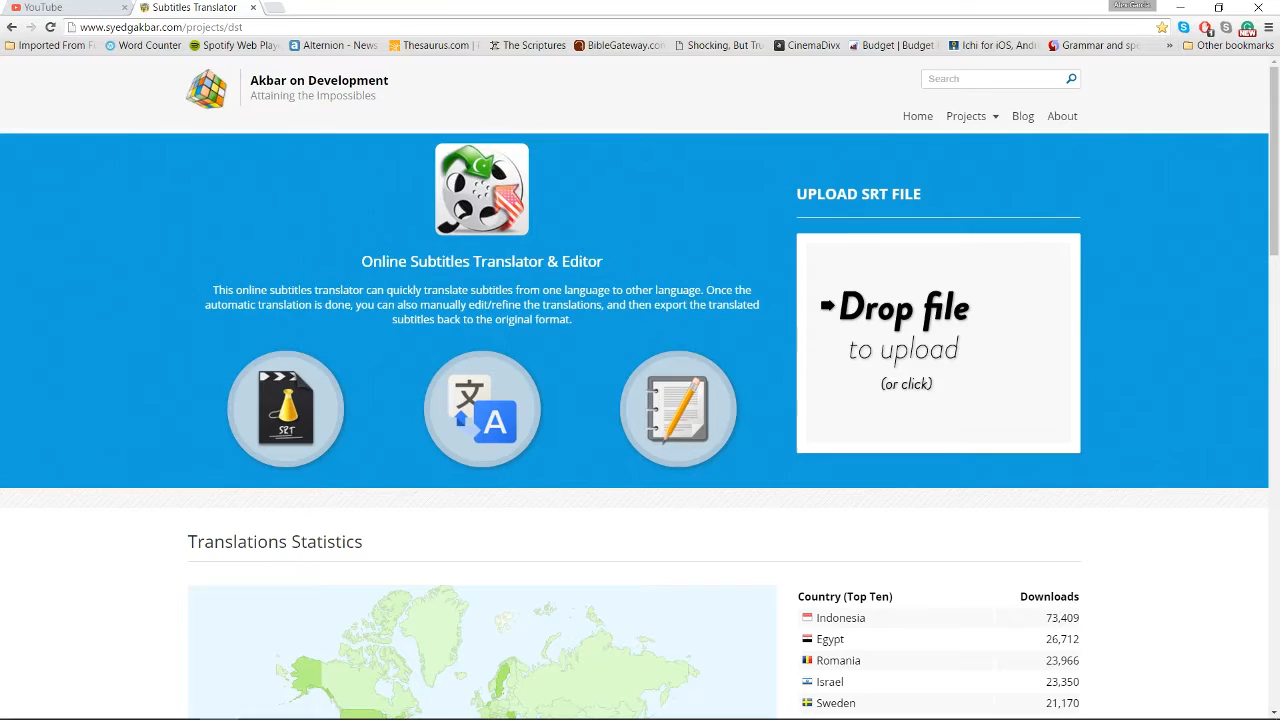 YouTube
Subtitles Translator
Alex Garcia
www.syedgakbar.com/projects/dst
NEW
Imported From F
Word Counter
Spotify Web Play
Alternion - News
Thesaurus.com
The Scriptures
BibleGateway.com
Shocking, But Tru
CinemaDivx
Budget | Budget
Ichi for iOS, And
Grammar and spe
Other bookmarks
Akbar on Development
Attaining the Impossibles
Search
Home
Projects
Blog
About
UPLOAD SRT FILE
Online Subtitles Translator & Editor
This online subtitles translator can quickly translate subtitles from one language to other language. Once the
automatic translation is done, you can also manually edit/refine the translations, and then export the translated
subtitles back to the original format.
Drop file
to upload
(or click)
SRT
文
A
Translations Statistics
Country (Top Ten) Downloads
Indonesia 73,409
Egypt 26,712
Romania 23,966
Israel 23,350
Sweden 21,170